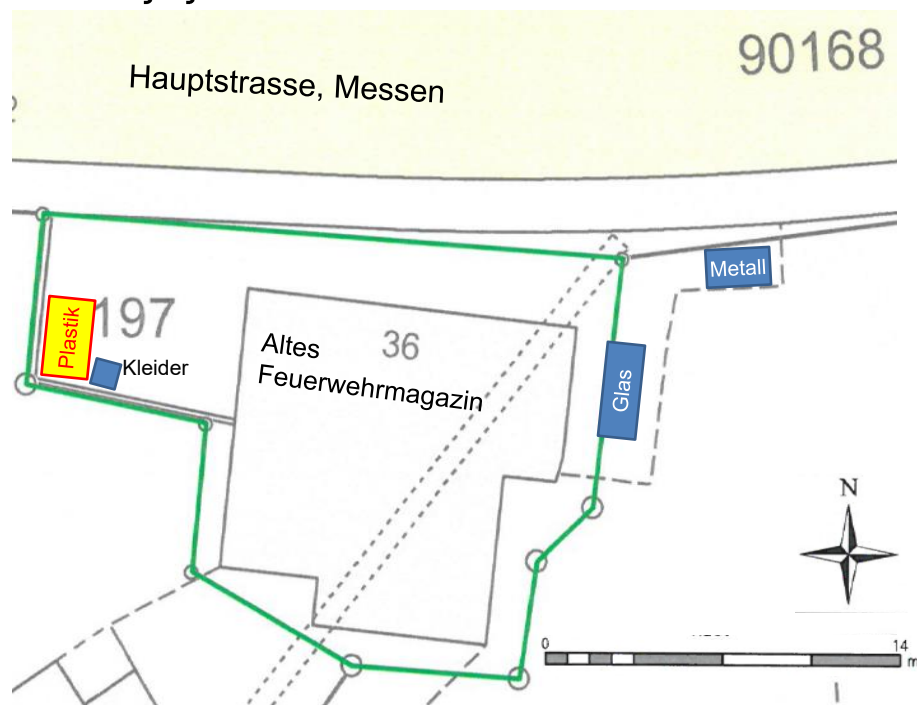 Hauptstrasse, Messen
90168
Metall
Plastik
197
Kleider
Altes
Feuerwehrmagazin
36
Glas
N
0
14
m